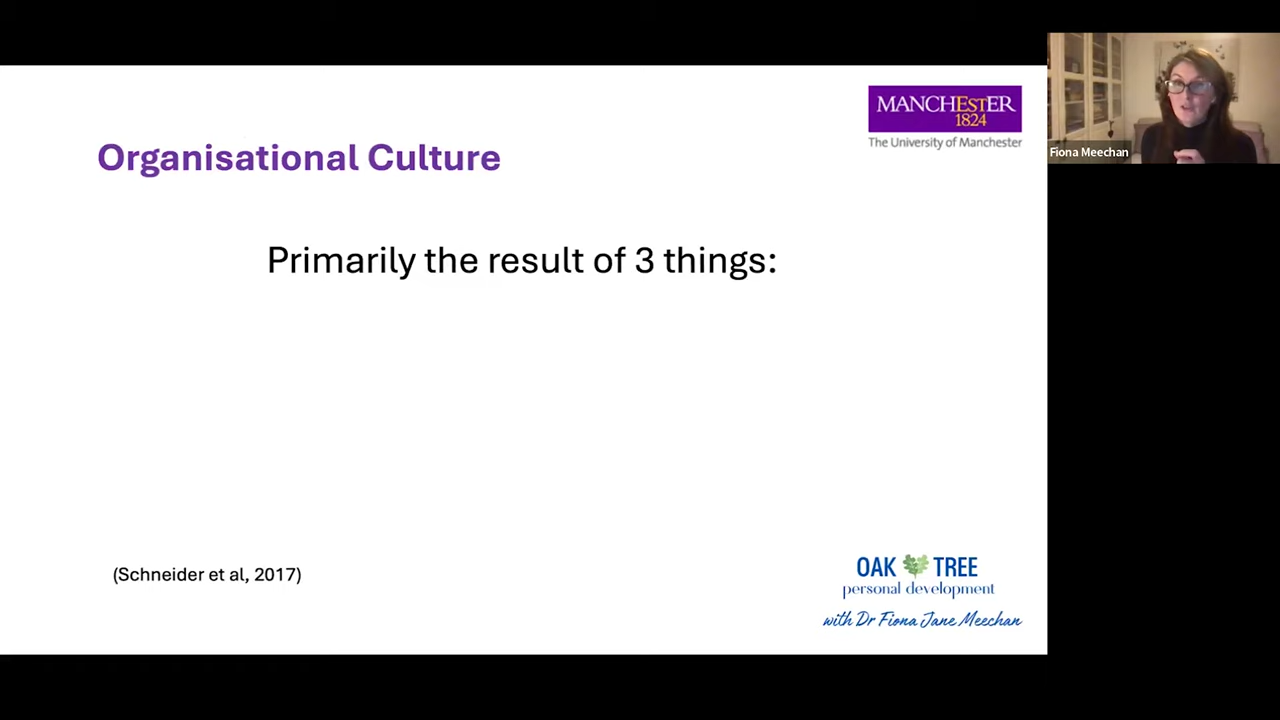 MANCHESTER
1824
The University of Manchester
Fiona Meechan
Organisational Culture
Primarily the result of 3 things:
(Schneider et al, 2017)
OAK TREE
personal development
with Dr Fiona Jane Meechan